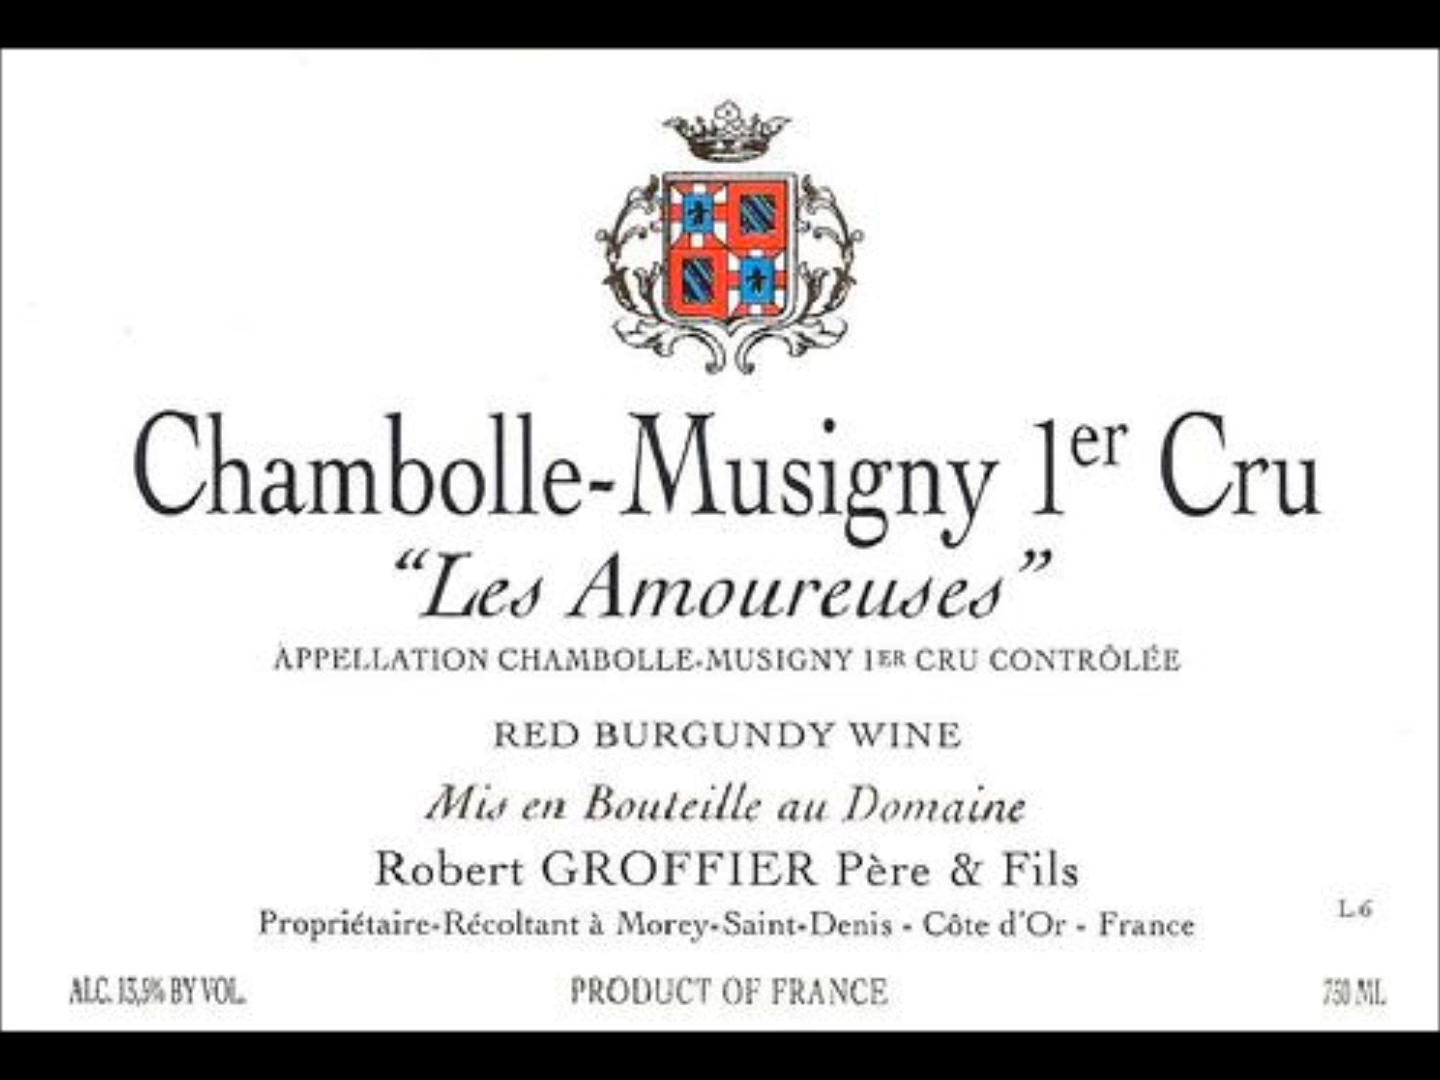 Chambolle-Musigny 1er Cru
“Les Amoureuses”
APPELLATION CHAMBOLLE-MUSIGNY 1ER CRU CONTRÔLÉE
RED BURGUNDY WINE
Mis en Bouteille au Domaine
Robert GROFFIER Père & Fils
Propriétaire-Récoltant à Morey-Saint-Denis - Côte d'Or - France
L.6
ALC. 13,5% BY VOL.
PRODUCT OF FRANCE
750 ML